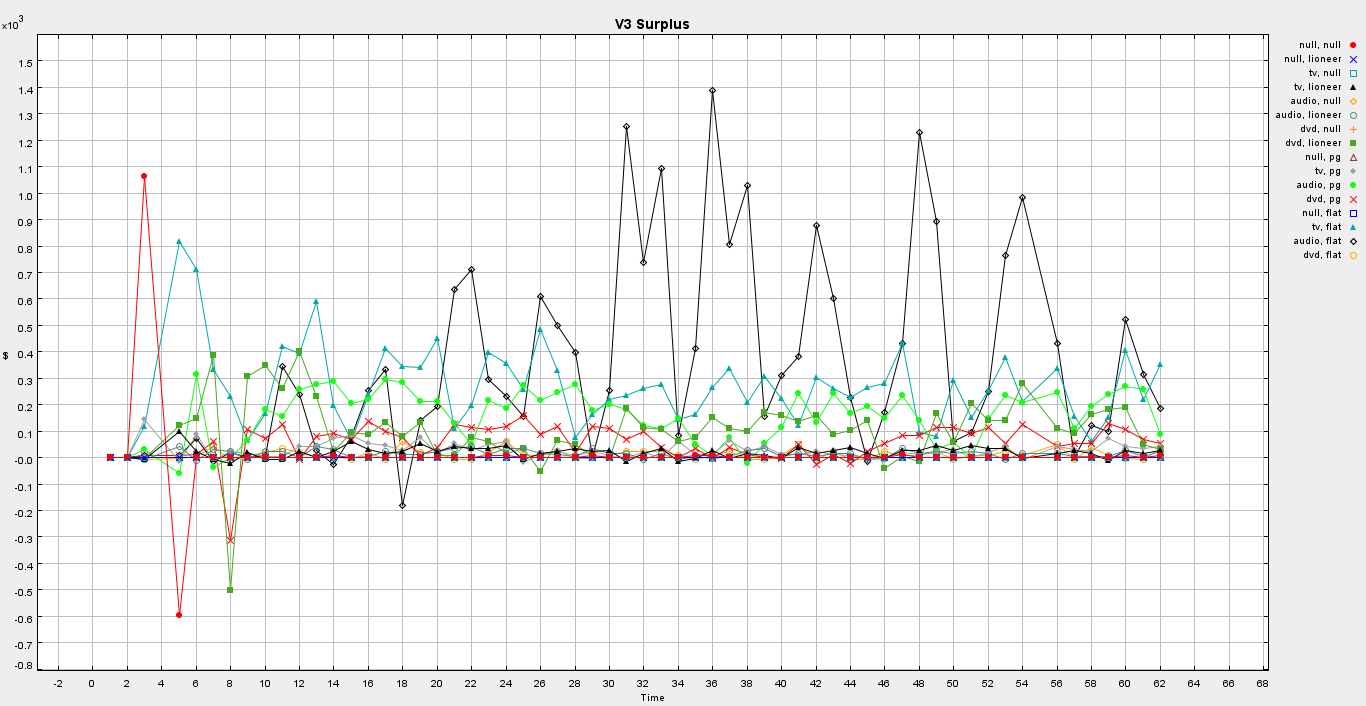 V3 Surplus
x10³
1.5
1.4
1.3
1.2
1.1
1.0
0.9
0.8
0.7
0.6
0.5
0.4
0.3
0.2
0.1
-0.0
-0.1
-0.2
-0.3
-0.4
-0.5
-0.6
-0.7
-0.8
$
-2 0 2 4 6 8 10 12 14 16 18 20 22 24 26 28 30 32 34 36 38 40 42 44 46 48 50 52 54 56 58 60 62 64 66 68
Time
null, null
null, lioneer
tv, null
tv, lioneer
audio, null
audio, lioneer
dvd, null
dvd, lioneer
null, pg
tv, pg
audio, pg
dvd, pg
null, flat
tv, flat
audio, flat
dvd, flat